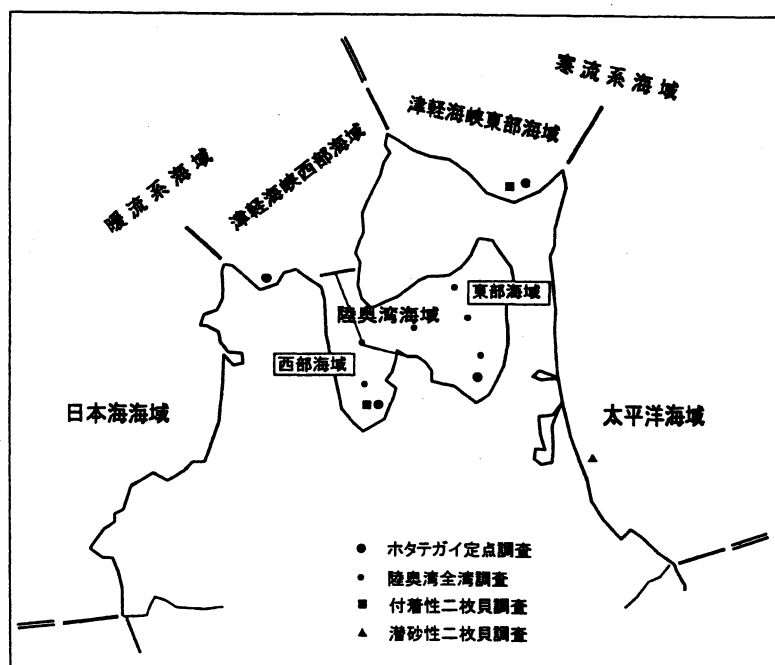 寒流系海域
津軽海峡東部海域
津軽海峡西部海域
暖流系海域
東部海域
陸奥湾海域
西部海域
日本海海域
太平洋海域
● ホタテガイ定点調査
• 陸奥湾全湾調査
■ 付着性二枚貝調査
▲ 潜砂性二枚貝調査